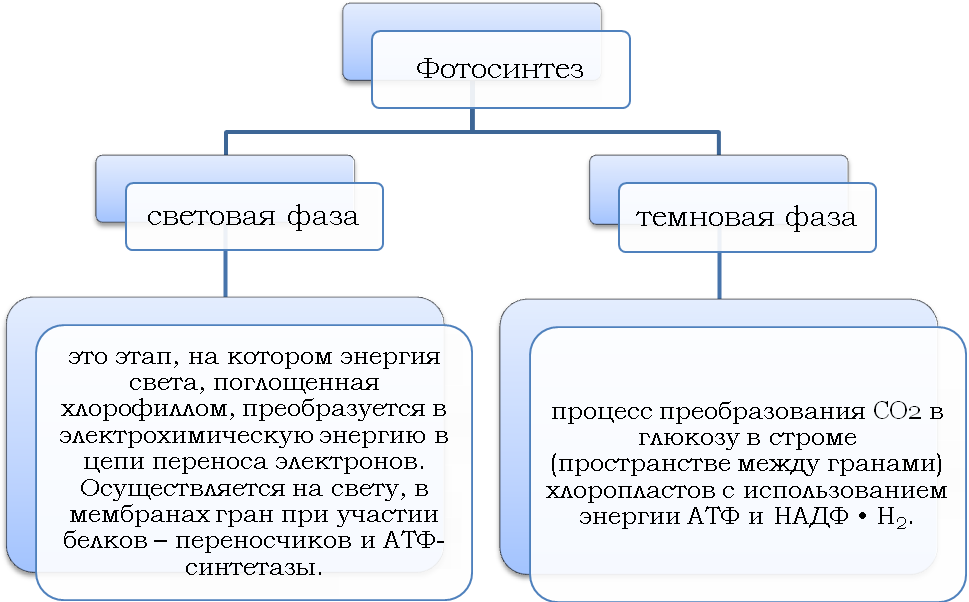 Фотосинтез
световая фаза
темновая фаза
это этап, на котором энергия
света, поглощенная
хлорофиллом, преобразуется в
электрохимическую энергию в
цепи переноса электронов.
Осуществляется на свету, в
мембранах гран при участии
белков – переносчиков и АТФ-
синтетазы.
процесс преобразования CO2 в
глюкозу в строме
(пространстве между гранами)
хлоропластов с использованием
энергии АТФ и НАДФ • H₂.